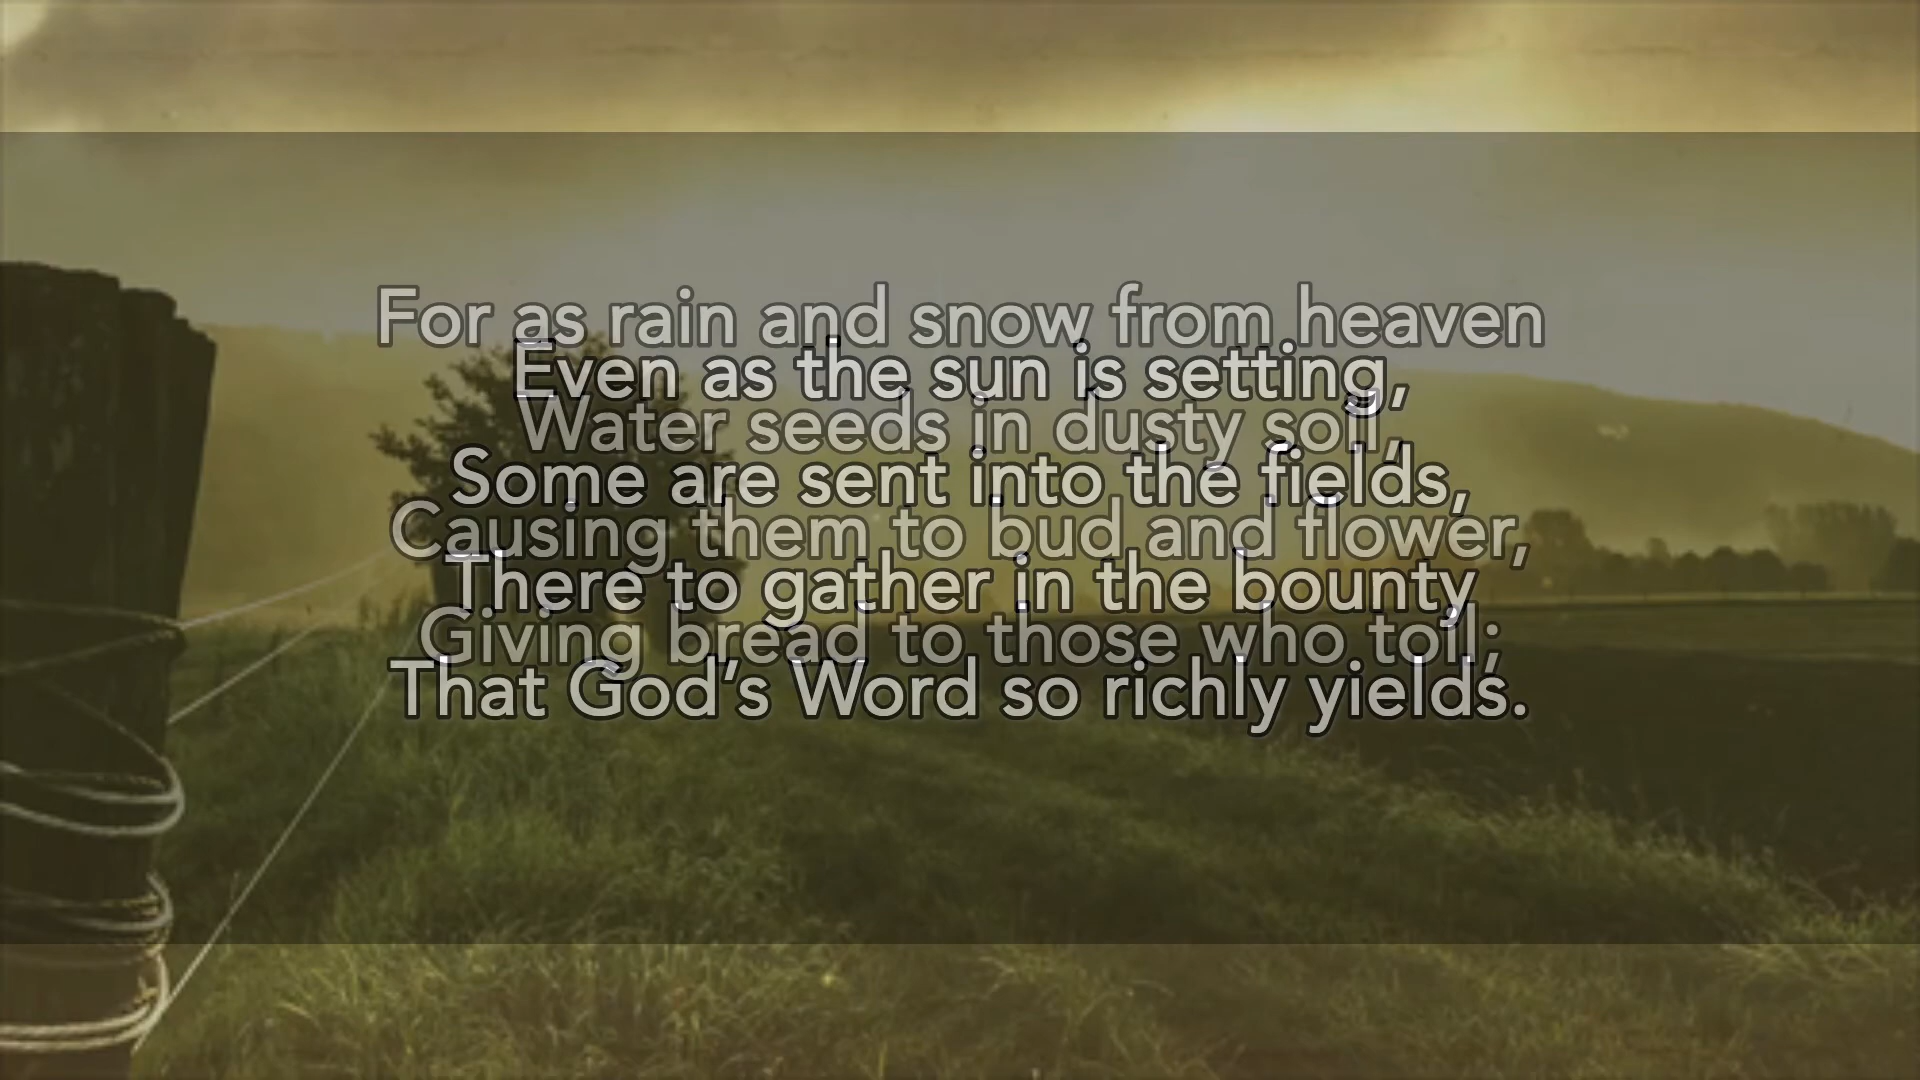 For as rain and snow from heaven
Even as the sun is setting,
Water seeds in dusty soil,
Some are sent into the fields,
Causing them to bud and flower,
There to gather in the bounty
Giving bread to those who toil;
That God's Word so richly yields.